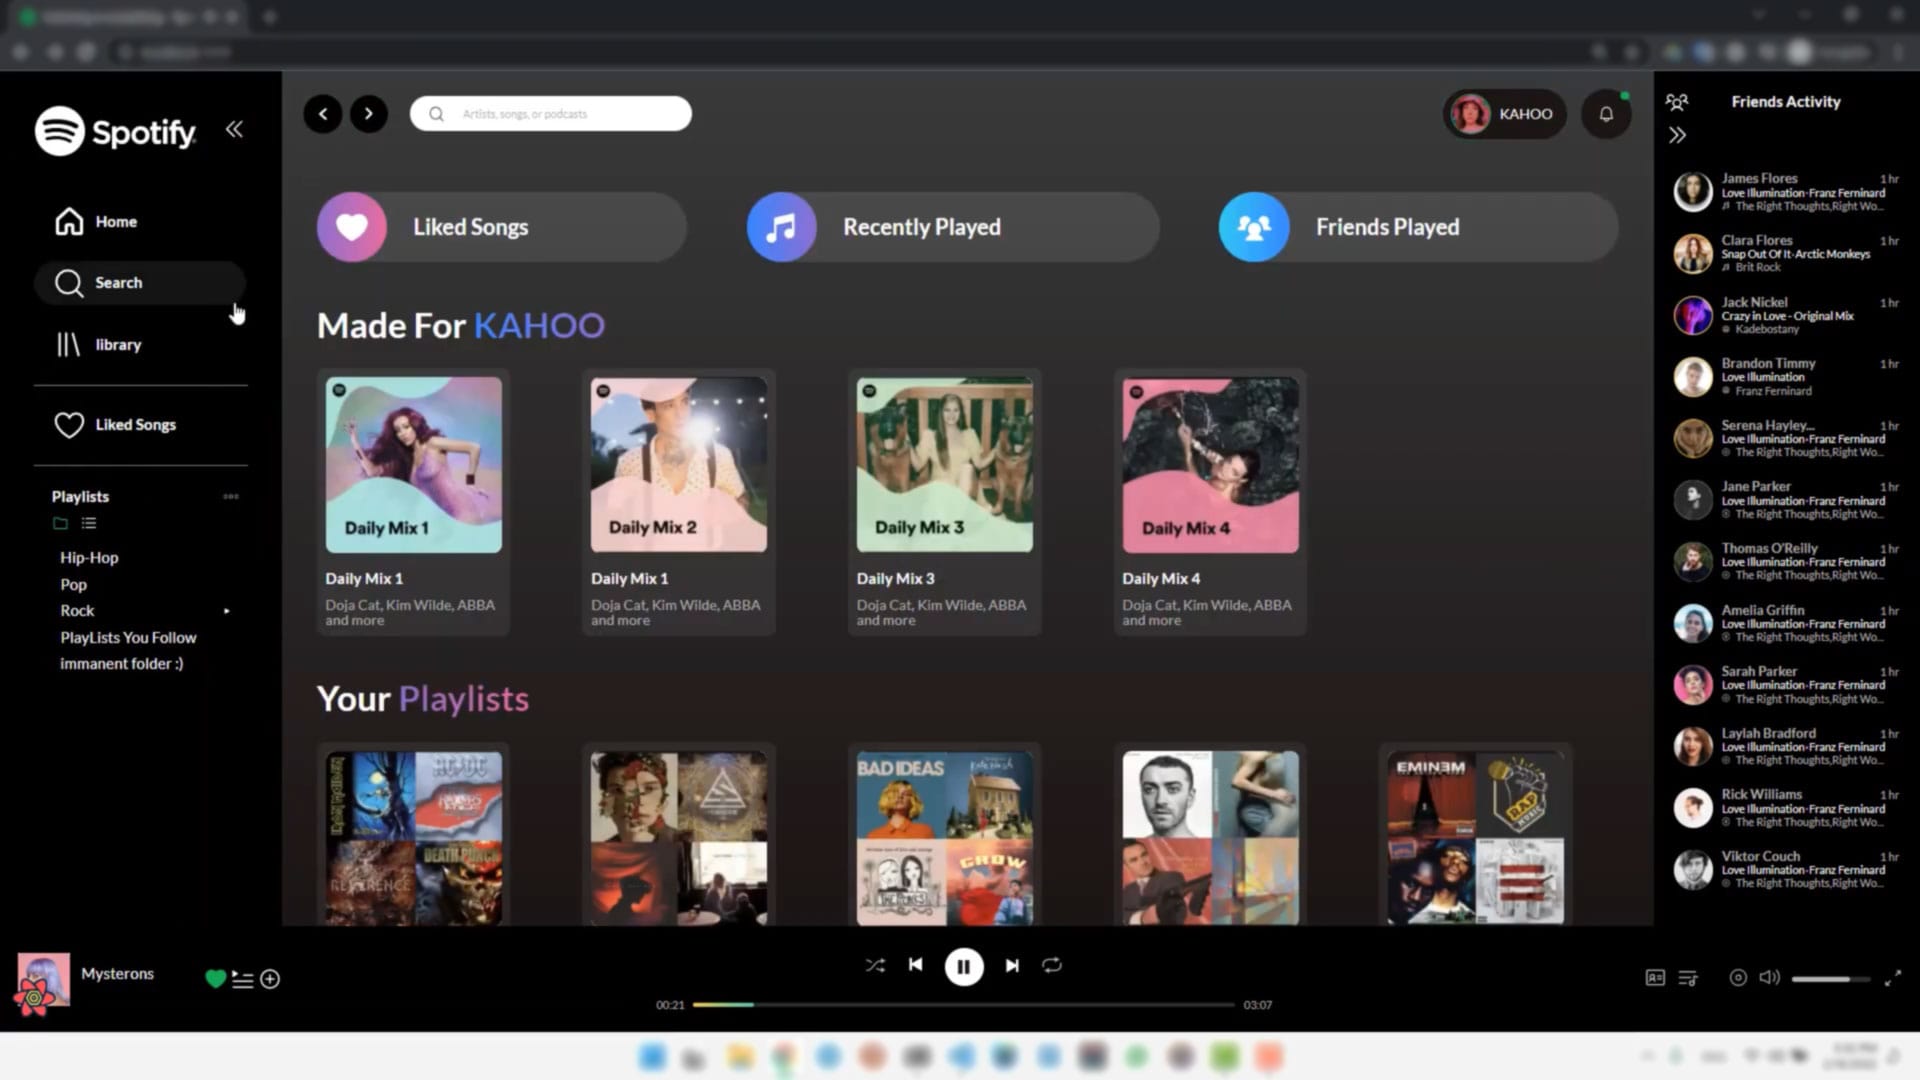 Spotify
Home
Search
library
Liked Songs
Playlists
Hip-Hop
Pop
Rock
PlayLists You Follow
immanent folder :)
Artists, songs, or podcasts
KAHOO
Liked Songs
Recently Played
Friends Played
Made For KAHOO
Daily Mix 1
Daily Mix 1
Doja Cat, Kim Wilde, ABBA
and more
Daily Mix 2
Daily Mix 1
Doja Cat, Kim Wilde, ABBA
and more
Daily Mix 3
Daily Mix 3
Doja Cat, Kim Wilde, ABBA
and more
Daily Mix 4
Daily Mix 4
Doja Cat, Kim Wilde, ABBA
and more
Your Playlists
IRON MAIDEN
AC/DC
DEATH PUNCH
BAD IDEAS
kate nash
GROW
EMINEM
RAP
MUSIC
Friends Activity
James Flores 1 hr
Love Illumination-Franz Ferninard
The Right Thoughts,Right Wo...
Clara Flores 1 hr
Snap Out Of It-Arctic Monkeys
Brit Rock
Jack Nickel 1 hr
Crazy in Love - Original Mix
Kadebostany
Brandon Timmy 1 hr
Love Illumination
Franz Ferninard
Serena Hayley... 1 hr
Love Illumination-Franz Ferninard
The Right Thoughts,Right Wo...
Jane Parker 1 hr
Love Illumination-Franz Ferninard
The Right Thoughts,Right Wo...
Thomas O'Reilly 1 hr
Love Illumination-Franz Ferninard
The Right Thoughts,Right Wo...
Amelia Griffin 1 hr
Love Illumination-Franz Ferninard
The Right Thoughts,Right Wo...
Sarah Parker 1 hr
Love Illumination-Franz Ferninard
The Right Thoughts,Right Wo...
Laylah Bradford 1 hr
Love Illumination-Franz Ferninard
The Right Thoughts,Right Wo...
Rick Williams 1 hr
Love Illumination-Franz Ferninard
The Right Thoughts,Right Wo...
Viktor Couch 1 hr
Love Illumination-Franz Ferninard
The Right Thoughts,Right Wo...
Mysterons
00:21
03:07